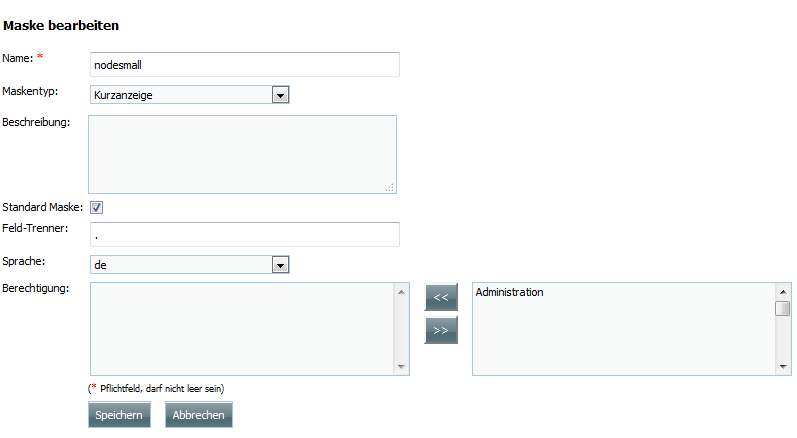 Maske bearbeiten
Name: * nodesmall
Maskentyp: Kurzanzeige
Beschreibung:
Standard Maske:
Feld-Trenner: .
Sprache: de
Berechtigung: << Administration
>>
(* Pflichtfeld, darf nicht leer sein)
Speichern Abbrechen